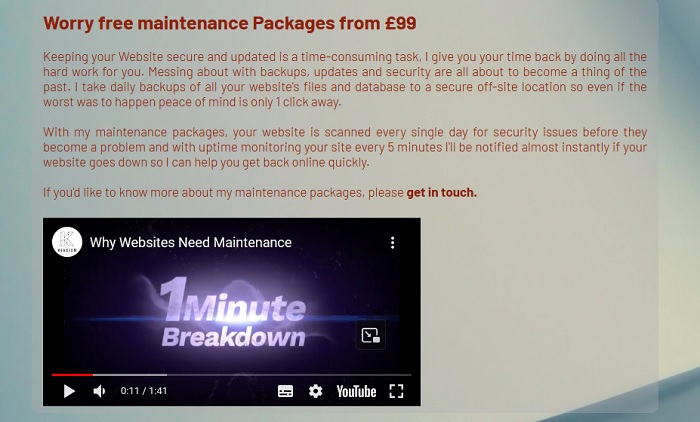 Worry free maintenance Packages from £99
Keeping your Website secure and updated is a time-consuming task, I give you your time back by doing all the
hard work for you. Messing about with backups, updates and security are all about to become a thing of the
past. I take daily backups of all your website's files and database to a secure off-site location so even if the
worst was to happen peace of mind is only 1 click away.
With my maintenance packages, your website is scanned every single day for security issues before they
become a problem and with uptime monitoring your site every 5 minutes I'll be notified almost instantly if your
website goes down so I can help you get back online quickly.
If you'd like to know more about my maintenance packages, please get in touch.
Why Websites Need Maintenance
1Minute
Breakdown
0:11 / 1:41
YouTube